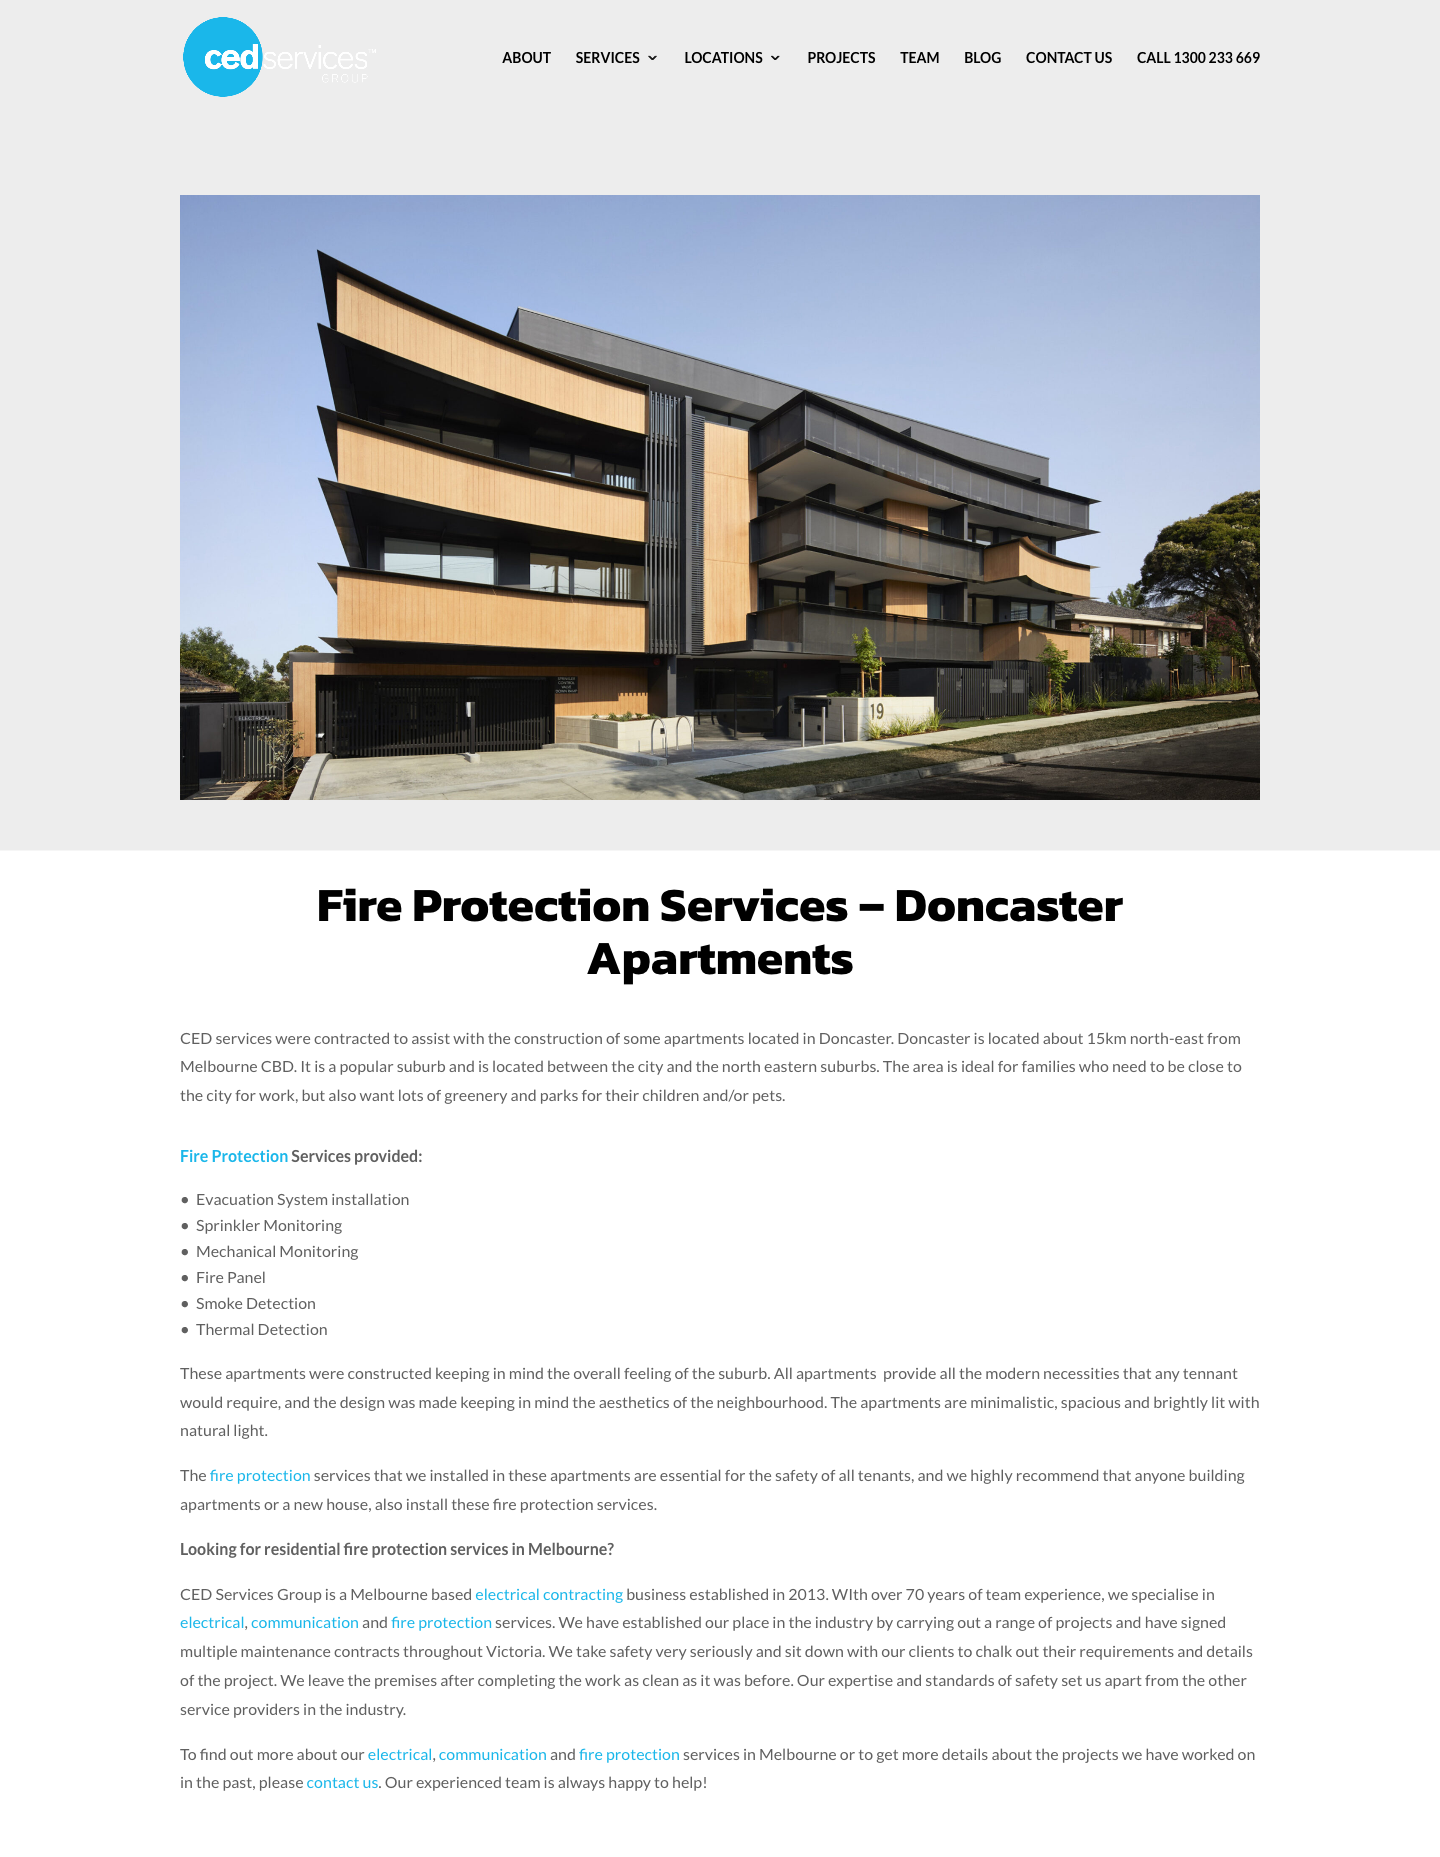 cedservices™
GROUP
ABOUT SERVICES LOCATIONS PROJECTS TEAM BLOG CONTACT US CALL 1300 233 669
SPRINKLER
CONTROL
VALVE
DOWN RAMP
ELECTRICAL
19
Fire Protection Services – Doncaster
Apartments
CED services were contracted to assist with the construction of some apartments located in Doncaster. Doncaster is located about 15km north-east from
Melbourne CBD. It is a popular suburb and is located between the city and the north eastern suburbs. The area is ideal for families who need to be close to
the city for work, but also want lots of greenery and parks for their children and/or pets.
Fire Protection Services provided:
• Evacuation System installation
• Sprinkler Monitoring
• Mechanical Monitoring
• Fire Panel
• Smoke Detection
• Thermal Detection
These apartments were constructed keeping in mind the overall feeling of the suburb. All apartments  provide all the modern necessities that any tennant
would require, and the design was made keeping in mind the aesthetics of the neighbourhood. The apartments are minimalistic, spacious and brightly lit with
natural light.
The fire protection services that we installed in these apartments are essential for the safety of all tenants, and we highly recommend that anyone building
apartments or a new house, also install these fire protection services.
Looking for residential fire protection services in Melbourne?
CED Services Group is a Melbourne based electrical contracting business established in 2013. WIth over 70 years of team experience, we specialise in
electrical, communication and fire protection services. We have established our place in the industry by carrying out a range of projects and have signed
multiple maintenance contracts throughout Victoria. We take safety very seriously and sit down with our clients to chalk out their requirements and details
of the project. We leave the premises after completing the work as clean as it was before. Our expertise and standards of safety set us apart from the other
service providers in the industry.
To find out more about our electrical, communication and fire protection services in Melbourne or to get more details about the projects we have worked on
in the past, please contact us. Our experienced team is always happy to help!